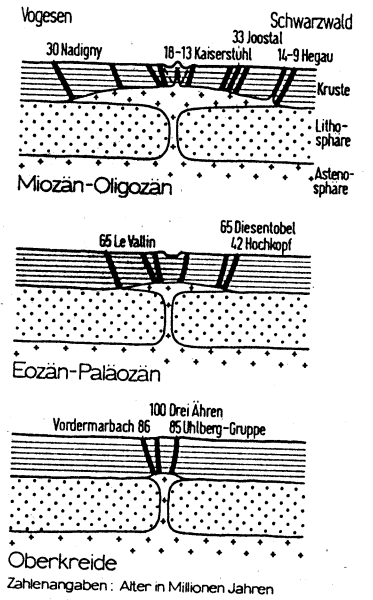 Vogesen Schwarzwald
33 Joostal
30 Nadigny 18-13 Kaiserstühl 14-9 Hegau
Kruste
Litho-
sphäre
Asteno-
sphäre
Miozän-Oligozän
65 Diesentobel
65 Le Vallin 42 Hochkopf
Eozän-Paläozän
100 Drei Ähren
Vordermarbach 86 85 Uhlberg-Gruppe
Oberkreide
Zahlenangaben: Alter in Millionen Jahren